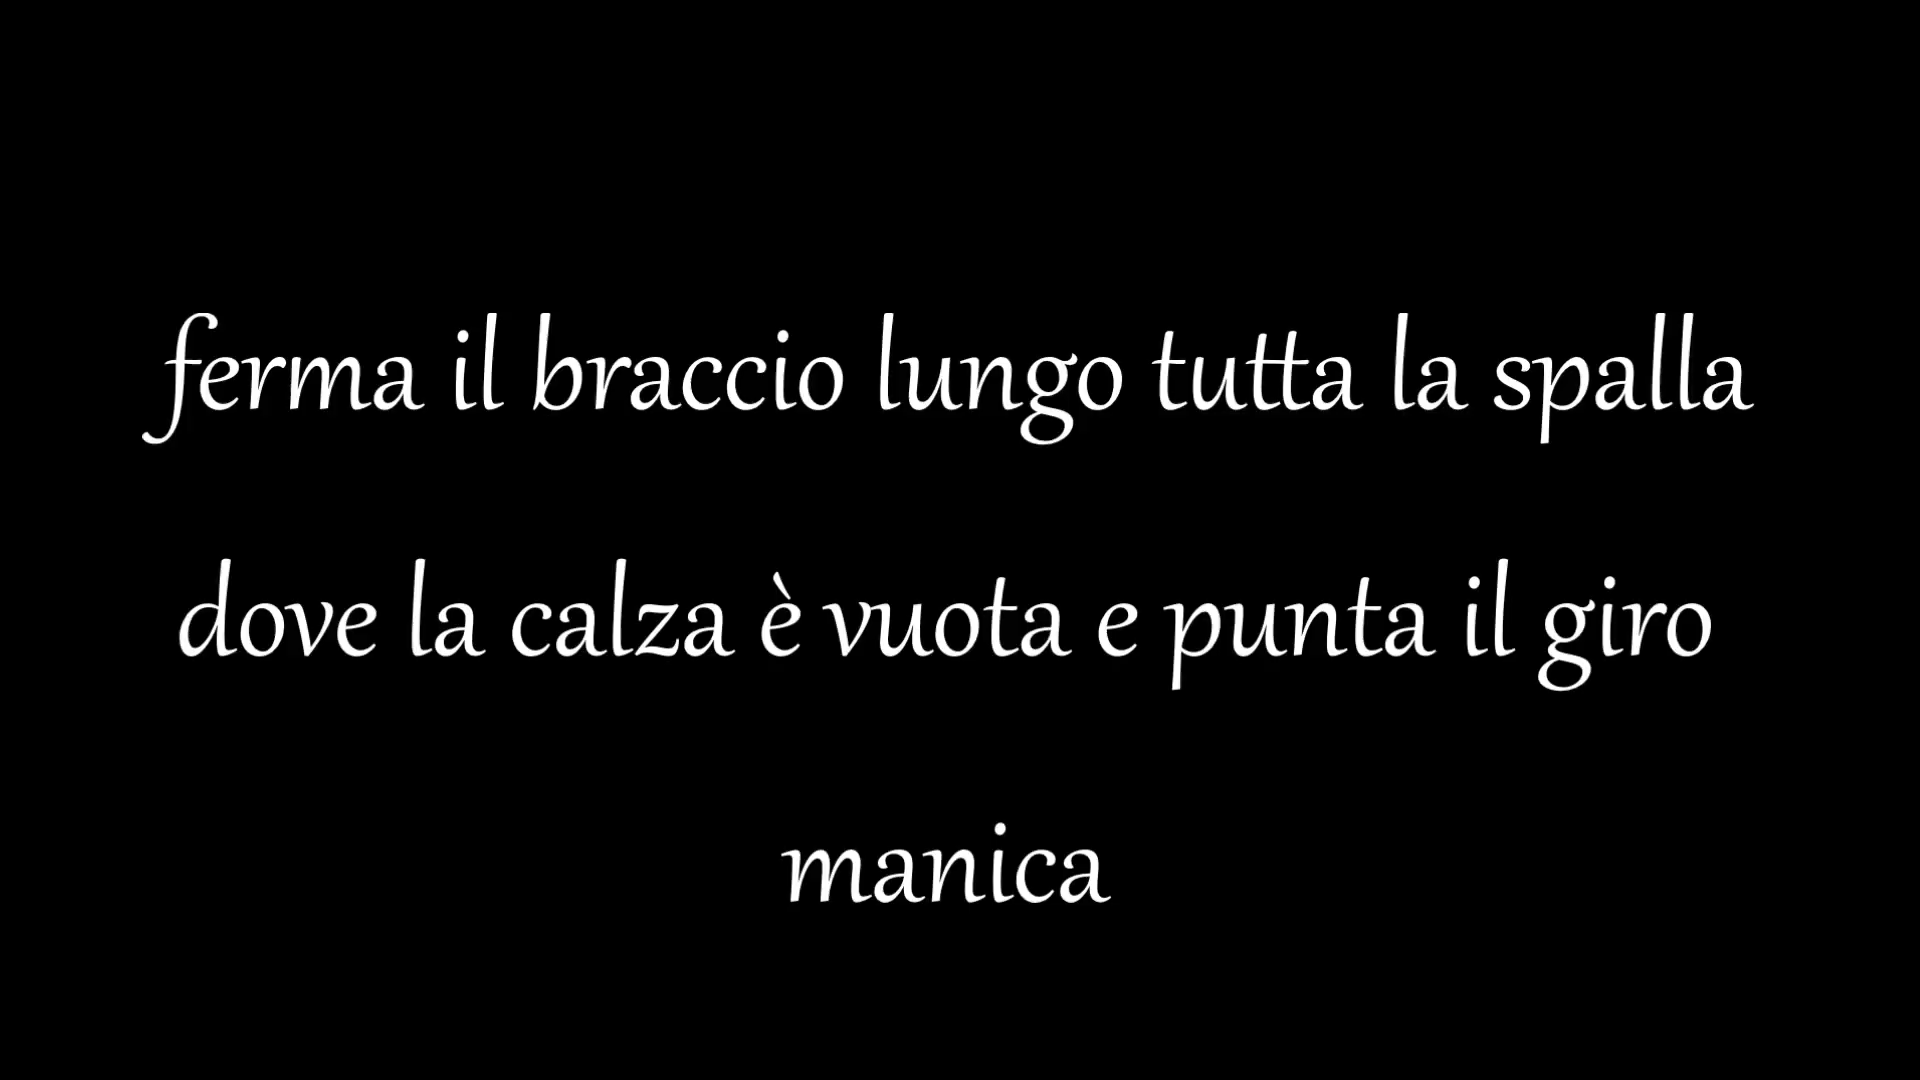 ferma il braccio lungo tutta la spalla
dove la calza è vuota e punta il giro
manica